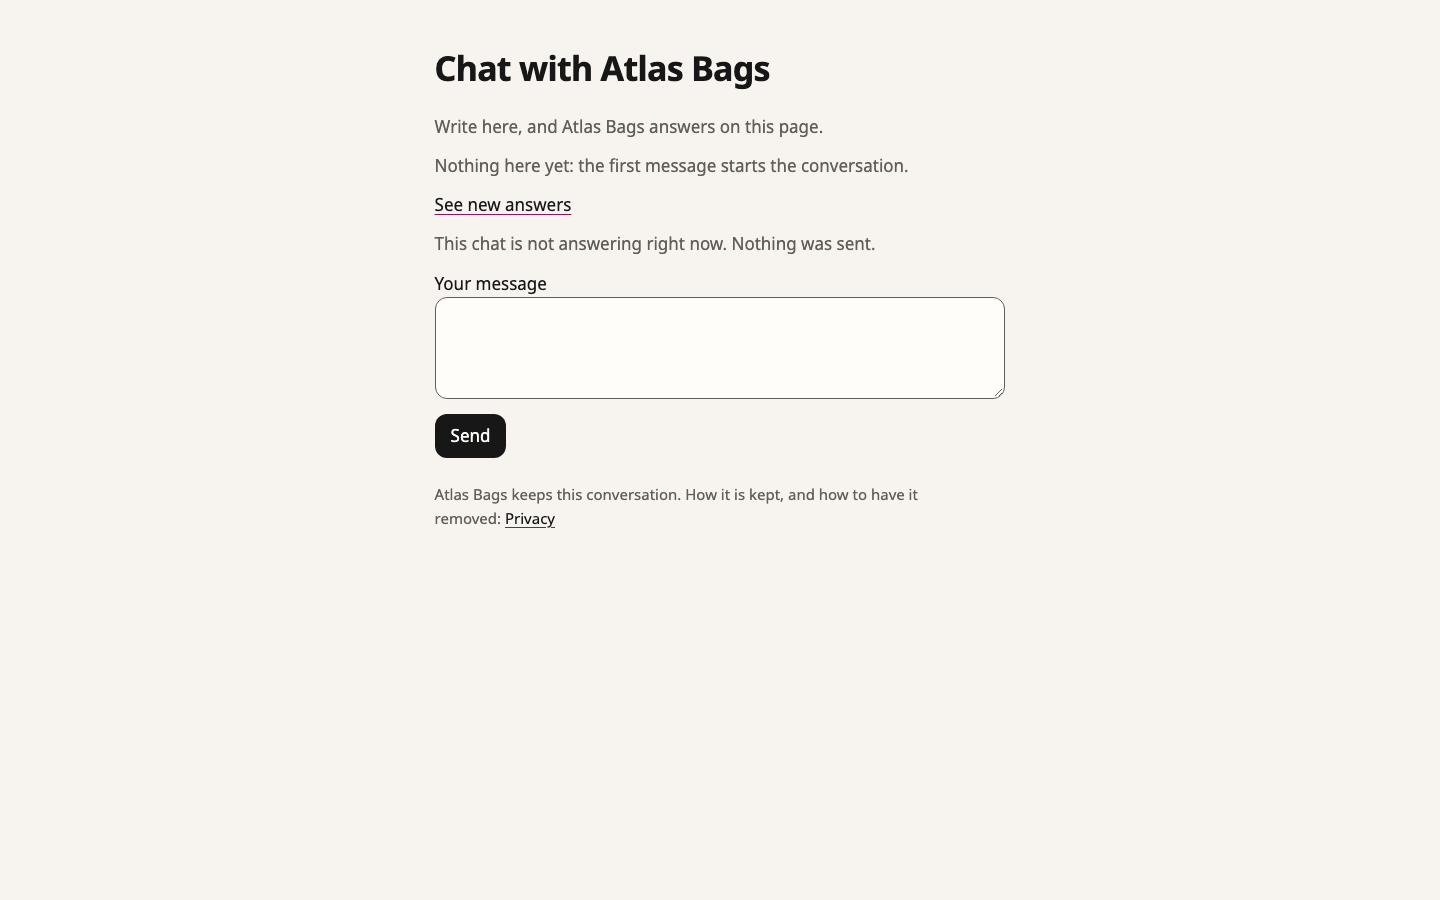 Chat with Atlas Bags
Write here, and Atlas Bags answers on this page.
Nothing here yet: the first message starts the conversation.
See new answers
This chat is not answering right now. Nothing was sent.
Your message
Send
Atlas Bags keeps this conversation. How it is kept, and how to have it
removed: Privacy